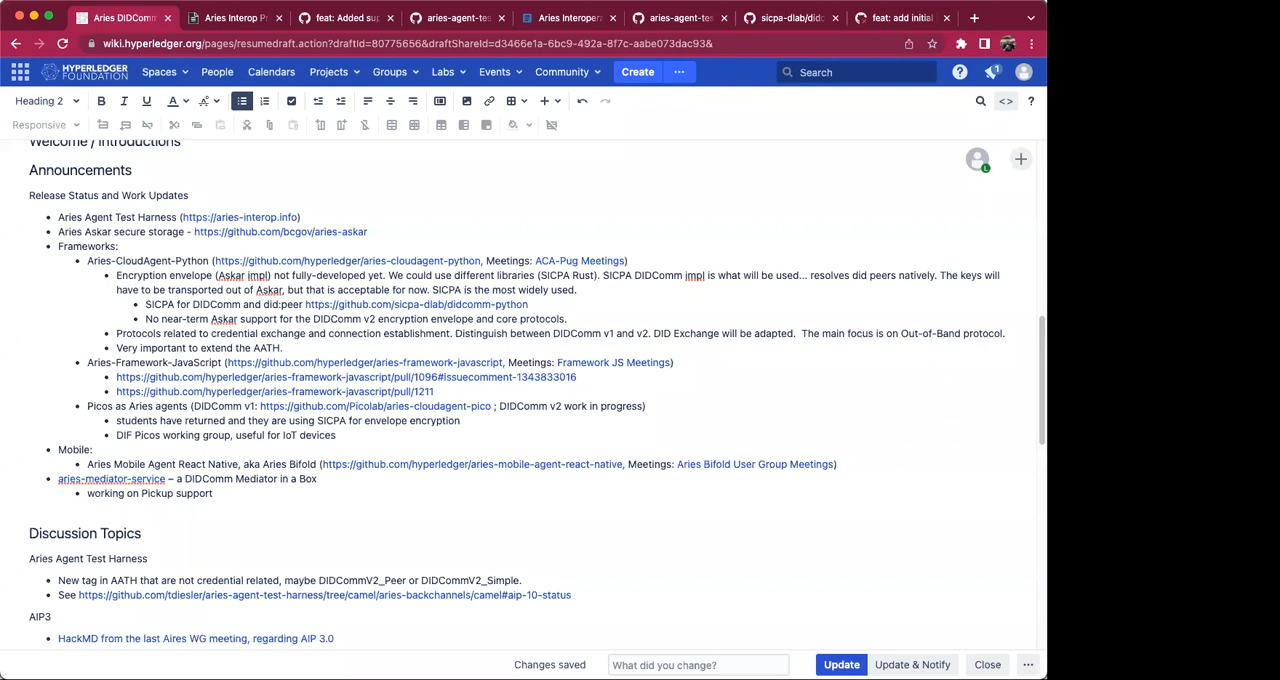 Aries DIDComm
Aries Interop Pr
feat: Added sup
aries-agent-tes
Aries Interopera
aries-agent-tes
sicpa-dlab/didc
feat: add initial
wiki.hyperledger.org/pages/resumedraft.action?draftId=80775656&draftShareId=d3466e1a-6bc9-492a-8f7c-aabe073dac93&
HYPERLEDGER FOUNDATION Spaces People Calendars Projects Groups Labs Events Community Create ... Search
Heading 2 B I U A
Responsive
Welcome / Introductions
Announcements
Release Status and Work Updates
• Aries Agent Test Harness (https://aries-interop.info)
• Aries Askar secure storage - https://github.com/bcgov/aries-askar
• Frameworks:
• Aries-CloudAgent-Python (https://github.com/hyperledger/aries-cloudagent-python, Meetings: ACA-Pug Meetings)
• Encryption envelope (Askar impl) not fully-developed yet. We could use different libraries (SICPA Rust). SICPA DIDComm impl is what will be used... resolves did peers natively. The keys will
have to be transported out of Askar, but that is acceptable for now. SICPA is the most widely used.
• SICPA for DIDComm and did:peer https://github.com/sicpa-dlab/didcomm-python
• No near-term Askar support for the DIDComm v2 encryption envelope and core protocols.
• Protocols related to credential exchange and connection establishment. Distinguish between DIDComm v1 and v2. DID Exchange will be adapted. The main focus is on Out-of-Band protocol.
• Very important to extend the AATH.
• Aries-Framework-JavaScript (https://github.com/hyperledger/aries-framework-javascript, Meetings: Framework JS Meetings)
• https://github.com/hyperledger/aries-framework-javascript/pull/1096#issuecomment-1343833016
• https://github.com/hyperledger/aries-framework-javascript/pull/1211
• Picos as Aries agents (DIDComm v1: https://github.com/Picolab/aries-cloudagent-pico ; DIDComm v2 work in progress)
• students have returned and they are using SICPA for envelope encryption
• DIF Picos working group, useful for IoT devices
• Mobile:
• Aries Mobile Agent React Native, aka Aries Bifold (https://github.com/hyperledger/aries-mobile-agent-react-native, Meetings: Aries Bifold User Group Meetings)
• aries-mediator-service – a DIDComm Mediator in a Box
• working on Pickup support
Discussion Topics
Aries Agent Test Harness
• New tag in AATH that are not credential related, maybe DIDCommV2_Peer or DIDCommV2_Simple.
• See https://github.com/tdiesler/aries-agent-test-harness/tree/camel/aries-backchannels/camel#aip-10-status
AIP3
• HackMD from the last Aires WG meeting, regarding AIP 3.0
Changes saved What did you change? Update Update & Notify Close ...